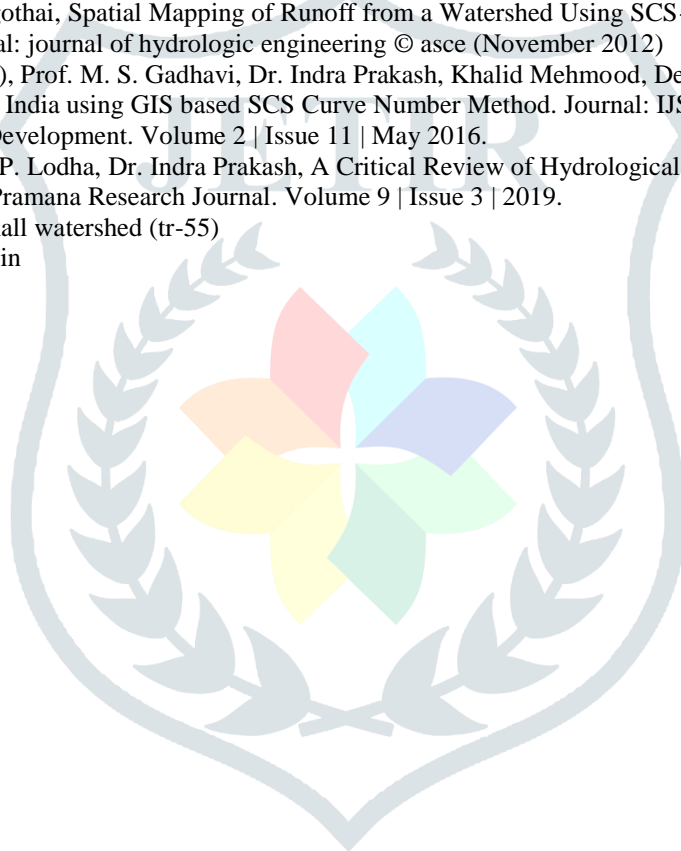 gothai, Spatial Mapping of Runoff from a Watershed Using SCS-
al: journal of hydrologic engineering © asce (November 2012)
), Prof. M. S. Gadhavi, Dr. Indra Prakash, Khalid Mehmood, De
India using GIS based SCS Curve Number Method. Journal: IJS
Development. Volume 2 | Issue 11 | May 2016.
P. Lodha, Dr. Indra Prakash, A Critical Review of Hydrological
Pramana Research Journal. Volume 9 | Issue 3 | 2019.
all watershed (tr-55)
in
JETIR